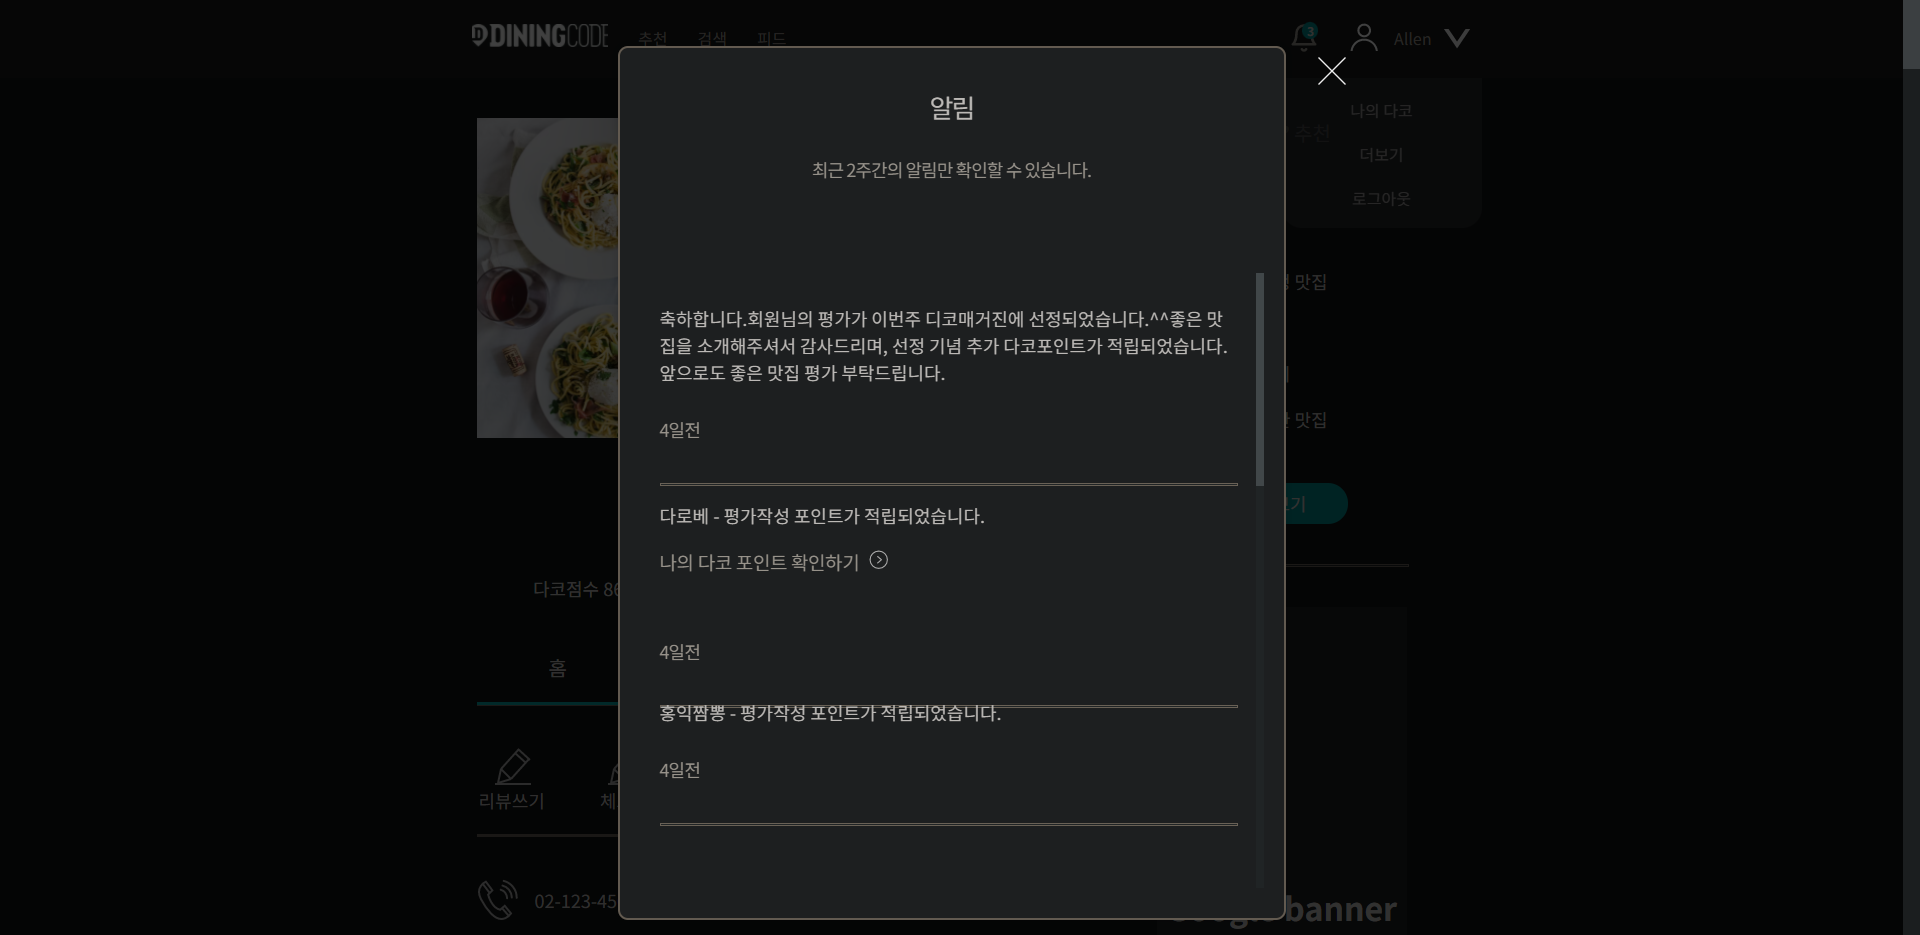 DININGCODE
추천 검색 피드
3
Allen
나의 다코
추천
더보기
로그아웃
알림
최근 2주간의 알림만 확인할 수 있습니다.
맛집
축하합니다.회원님의 평가가 이번주 디코매거진에 선정되었습니다.^^좋은 맛
집을 소개해주셔서 감사드리며, 선정 기념 추가 다코포인트가 적립되었습니다.
앞으로도 좋은 맛집 평가 부탁드립니다.
4일전
맛집
다로베 - 평가작성 포인트가 적립되었습니다.
나의 다코 포인트 확인하기
4일전
홍익짬뽕 - 평가작성 포인트가 적립되었습니다.
4일전
다코점수
홈
리뷰쓰기
02-123-45
banner